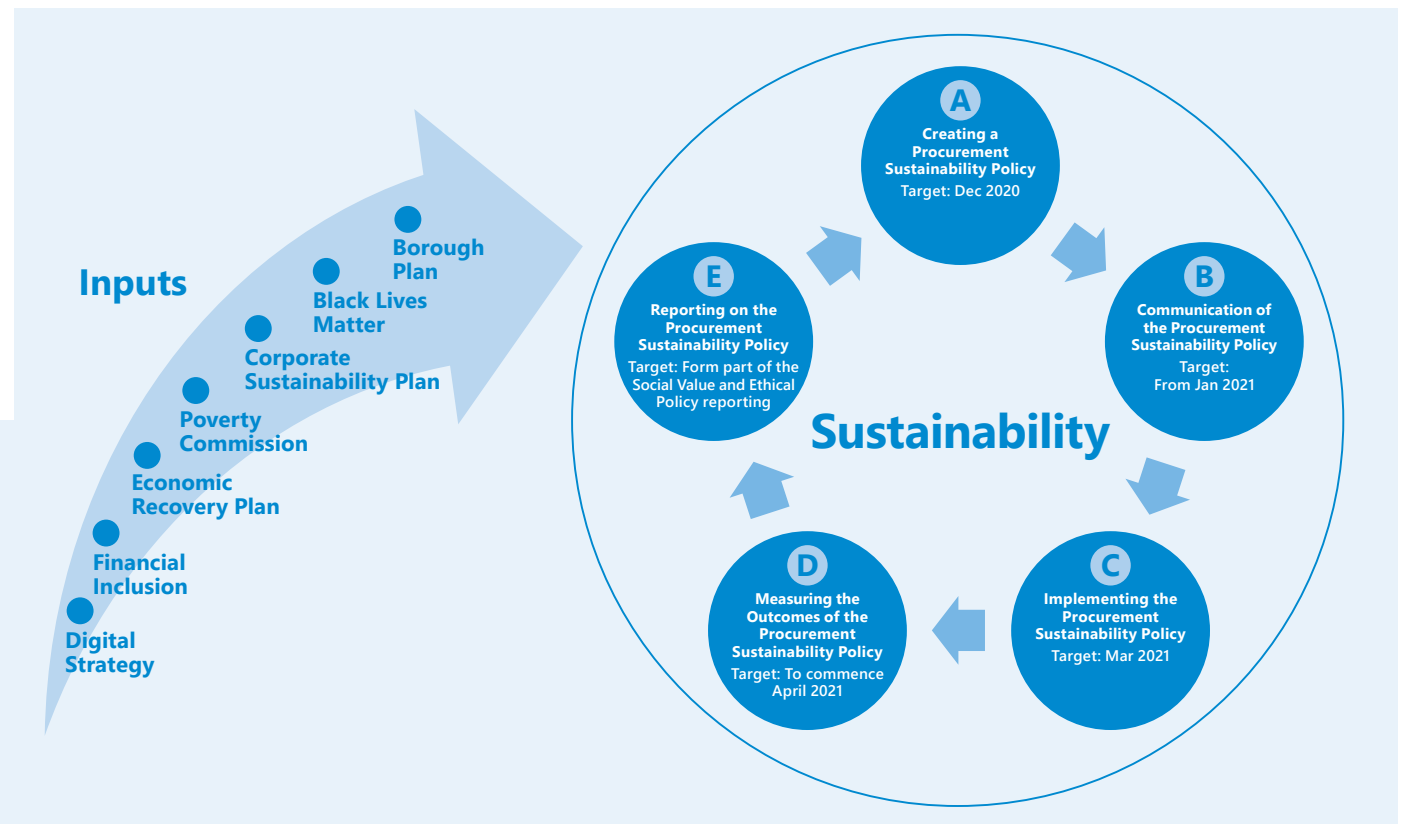 Inputs
Borough
Plan
Black Lives
Matter
Corporate
Sustainability Plan
Poverty
Commission
Economic
Recovery Plan
Financial
Inclusion
Digital
Strategy
Sustainability
A
Creating a
Procurement
Sustainability Policy
Target: Dec 2020
B
Communication of
the Procurement
Sustainability Policy
Target:
From Jan 2021
C
Implementing the
Procurement
Sustainability Policy
Target: Mar 2021
D
Measuring the
Outcomes of the
Procurement
Sustainability Policy
Target: To commence
April 2021
E
Reporting on the
Procurement
Sustainability Policy
Target: Form part of the
Social Value and Ethical
Policy reporting